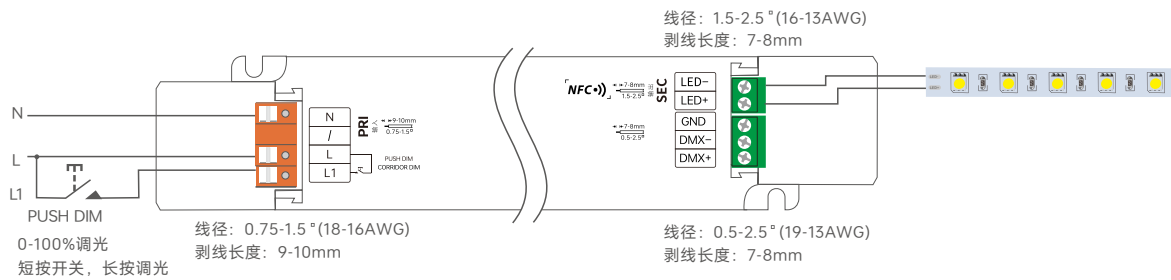 线径：1.5-2.5°(16-13AWG)
剥线长度：7-8mm
N
L
L1
PUSH DIM
0-100%调光
短按开关，长按调光
N
/
L
L1
PRI
9-10mm
0.75-1.5°
PUSH DIM
CORRIDOR DIM
线径：0.75-1.5°(18-16AWG)
剥线长度：9-10mm
NFC
7-8mm
1.5-2.5°
SEC
7-8mm
0.5-2.5°
LED-
LED+
GND
DMX-
DMX+
线径：0.5-2.5°(19-13AWG)
剥线长度：7-8mm